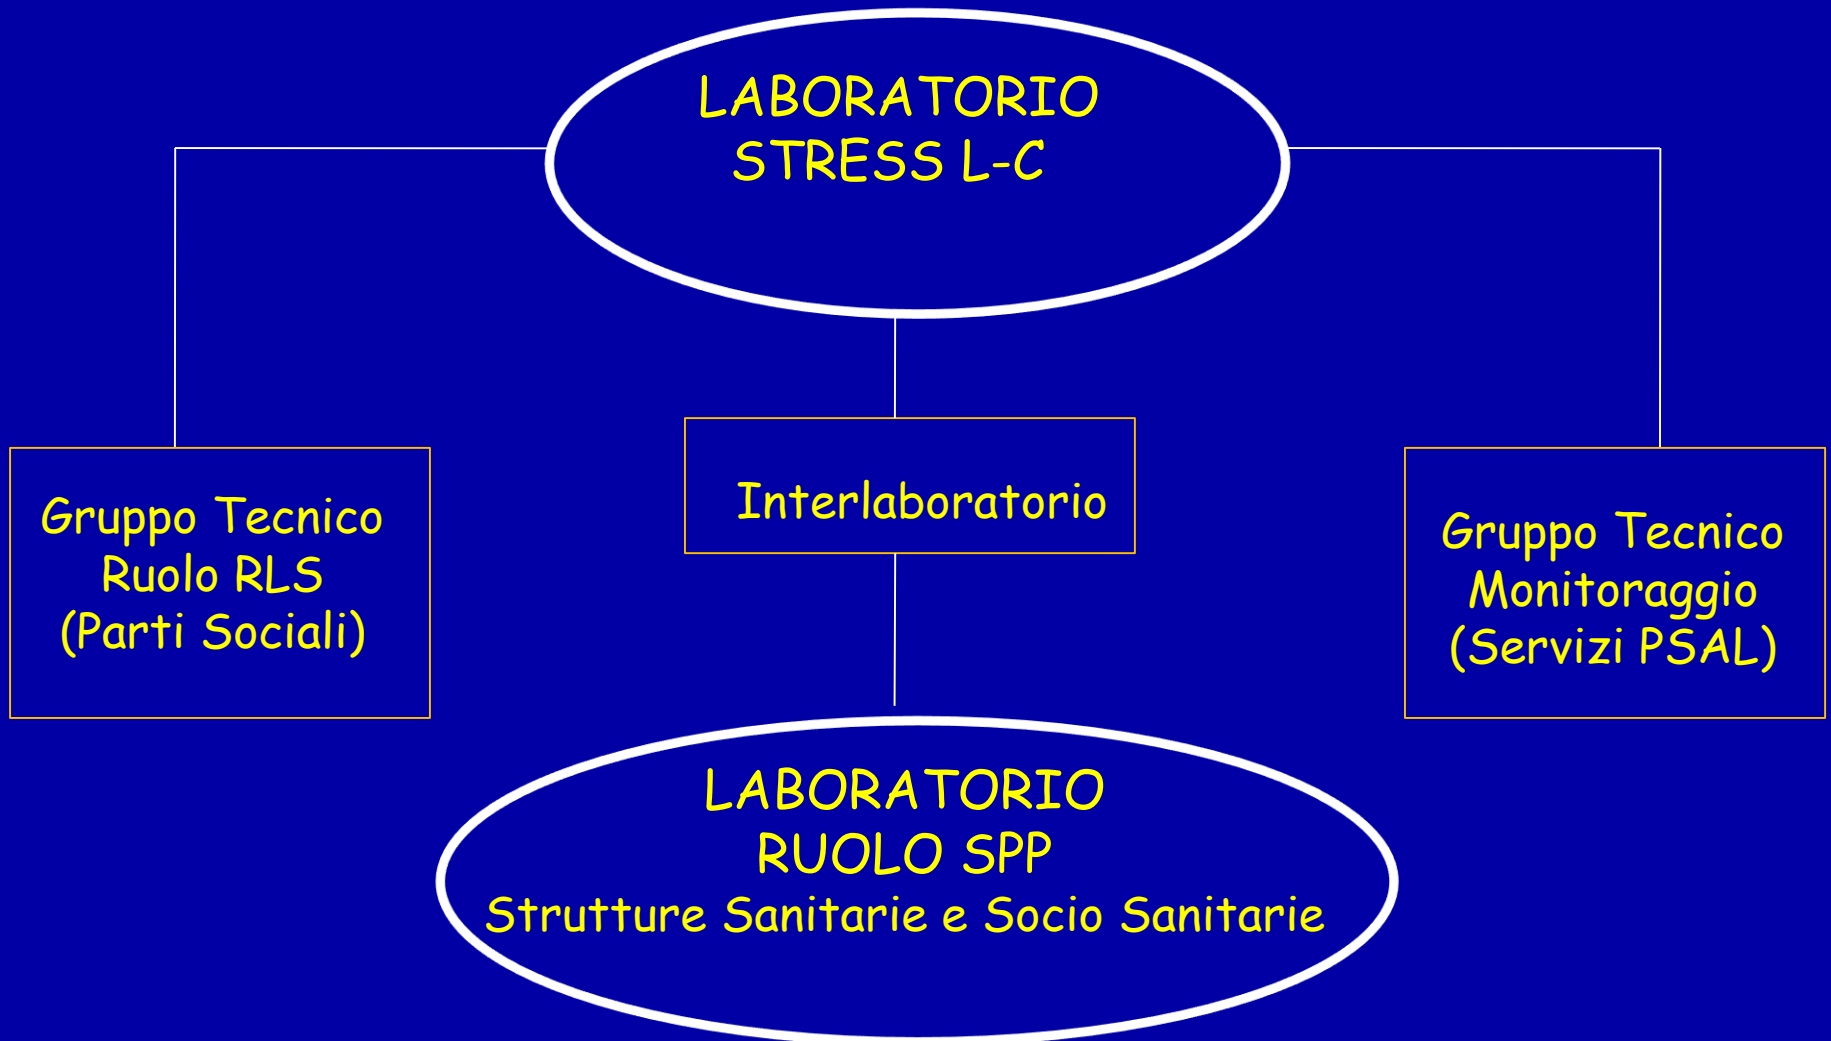 LABORATORIO
STRESS L-C
Gruppo Tecnico
Ruolo RLS
(Parti Sociali)
Interlaboratorio
Gruppo Tecnico
Monitoraggio
(Servizi PSAL)
LABORATORIO
RUOLO SPP
Strutture Sanitarie e Socio Sanitarie